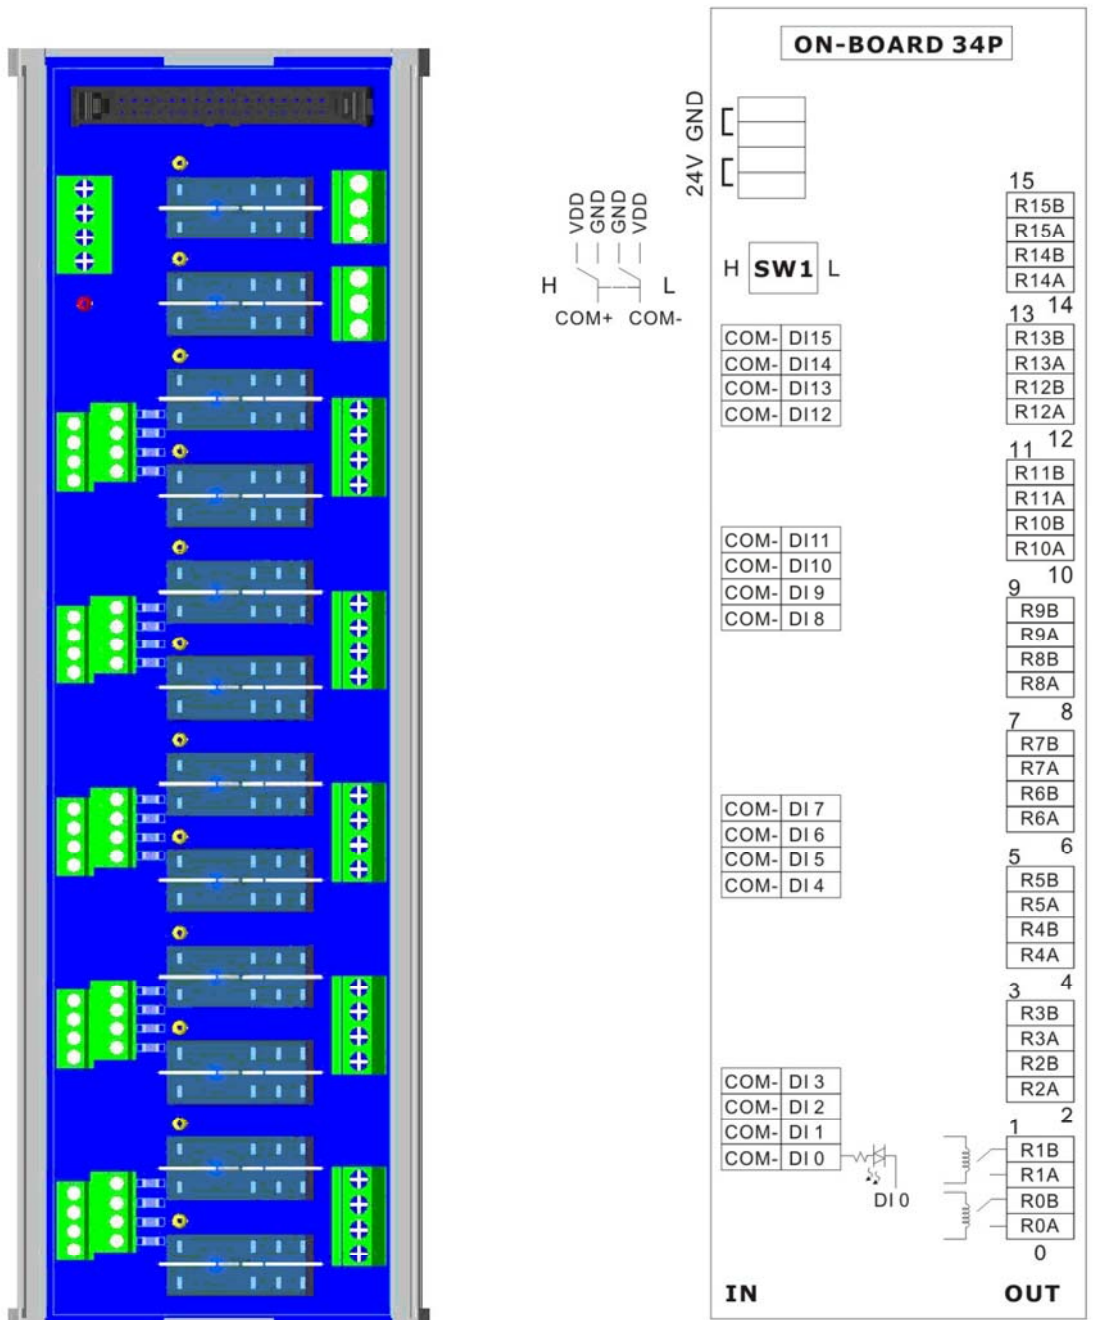 ON-BOARD 34P
24V GND
VDD GND GND VDD
H L
COM+ COM-
H SW1 L
COM- DI15
COM- DI14
COM- DI13
COM- DI12
COM- DI11
COM- DI10
COM- DI 9
COM- DI 8
COM- DI 7
COM- DI 6
COM- DI 5
COM- DI 4
COM- DI 3
COM- DI 2
COM- DI 1
COM- DI 0
DI 0
15
R15B
R15A
R14B
R14A
14
13
R13B
R13A
R12B
R12A
12
11
R11B
R11A
R10B
R10A
10
9
R9B
R9A
R8B
R8A
8
7
R7B
R7A
R6B
R6A
6
5
R5B
R5A
R4B
R4A
4
3
R3B
R3A
R2B
R2A
2
1
R1B
R1A
R0B
R0A
0
IN OUT